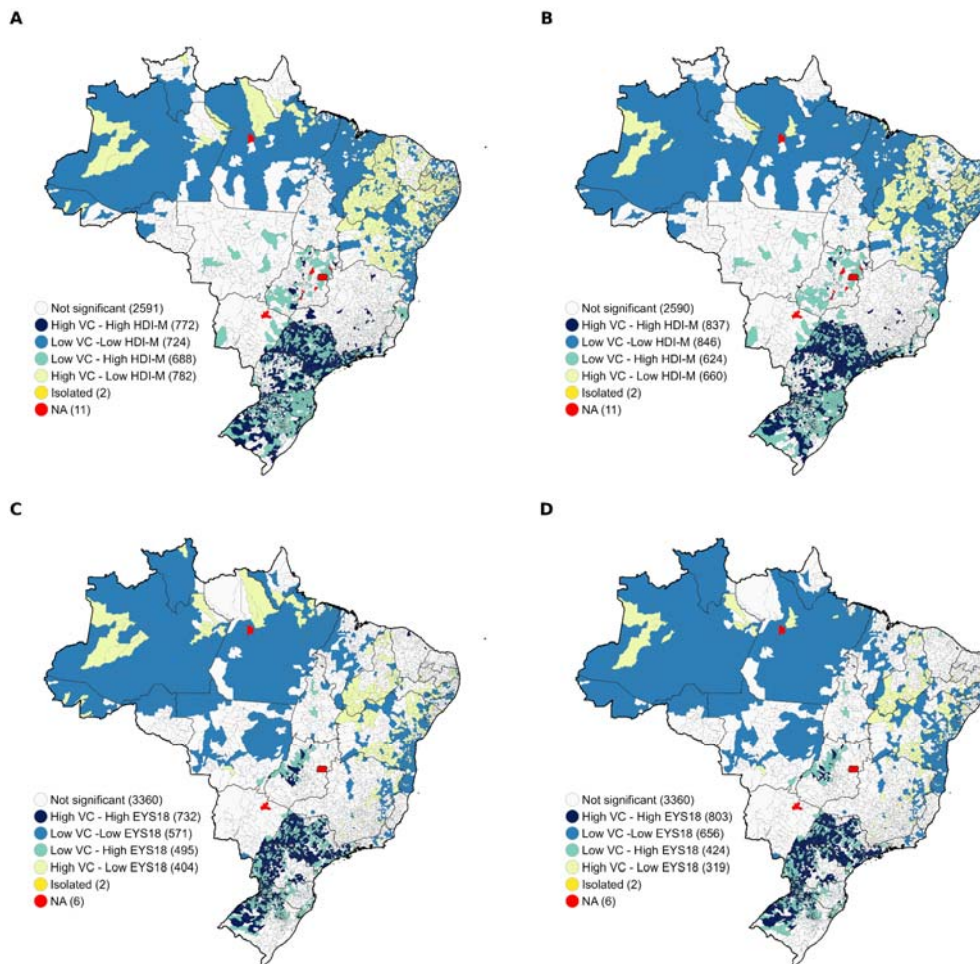 A
Not significant (2591)
High VC - High HDI-M (772)
Low VC -Low HDI-M (724)
Low VC - High HDI-M (688)
High VC - Low HDI-M (782)
Isolated (2)
NA (11)
B
Not significant (2590)
High VC - High HDI-M (837)
Low VC -Low HDI-M (846)
Low VC - High HDI-M (624)
High VC - Low HDI-M (660)
Isolated (2)
NA (11)
C
Not significant (3360)
High VC - High EYS18 (732)
Low VC -Low EYS18 (571)
Low VC - High EYS18 (495)
High VC - Low EYS18 (404)
Isolated (2)
NA (6)
D
Not significant (3360)
High VC - High EYS18 (803)
Low VC -Low EYS18 (656)
Low VC - High EYS18 (424)
High VC - Low EYS18 (319)
Isolated (2)
NA (6)